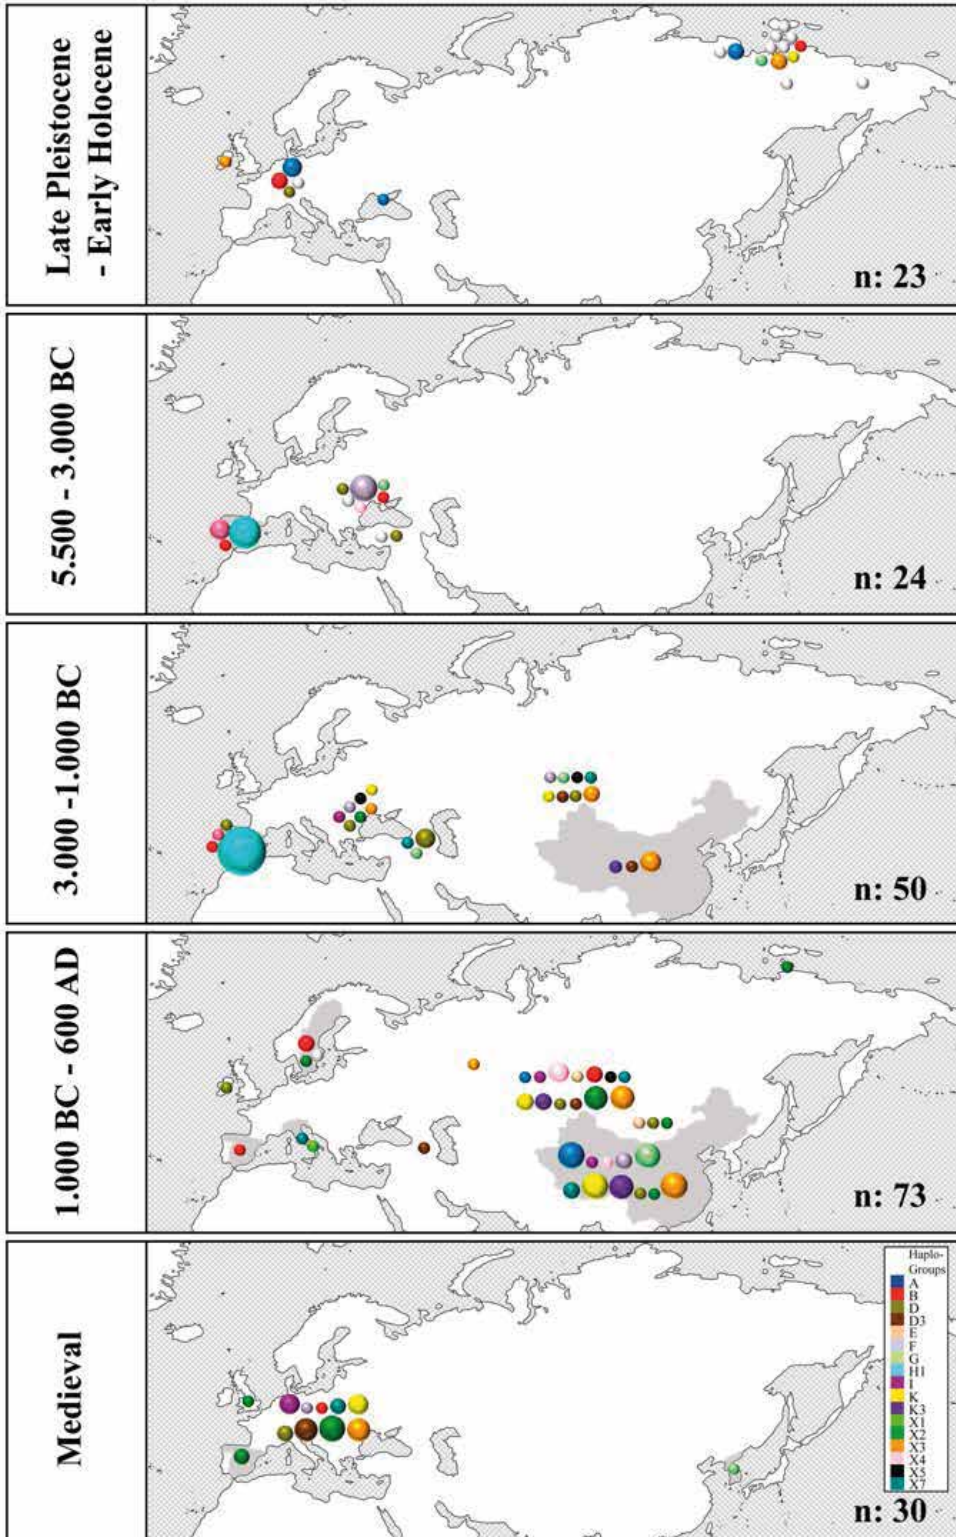 Late Pleistocene
- Early Holocene
n: 23
5.500 - 3.000 BC
n: 24
3.000 -1.000 BC
n: 50
1.000 BC - 600 AD
n: 73
Medieval
Haplo-
Groups
A
B
D
D3
E
F
G
H1
I
K
K3
X1
X2
X3
X4
X5
X7
n: 30